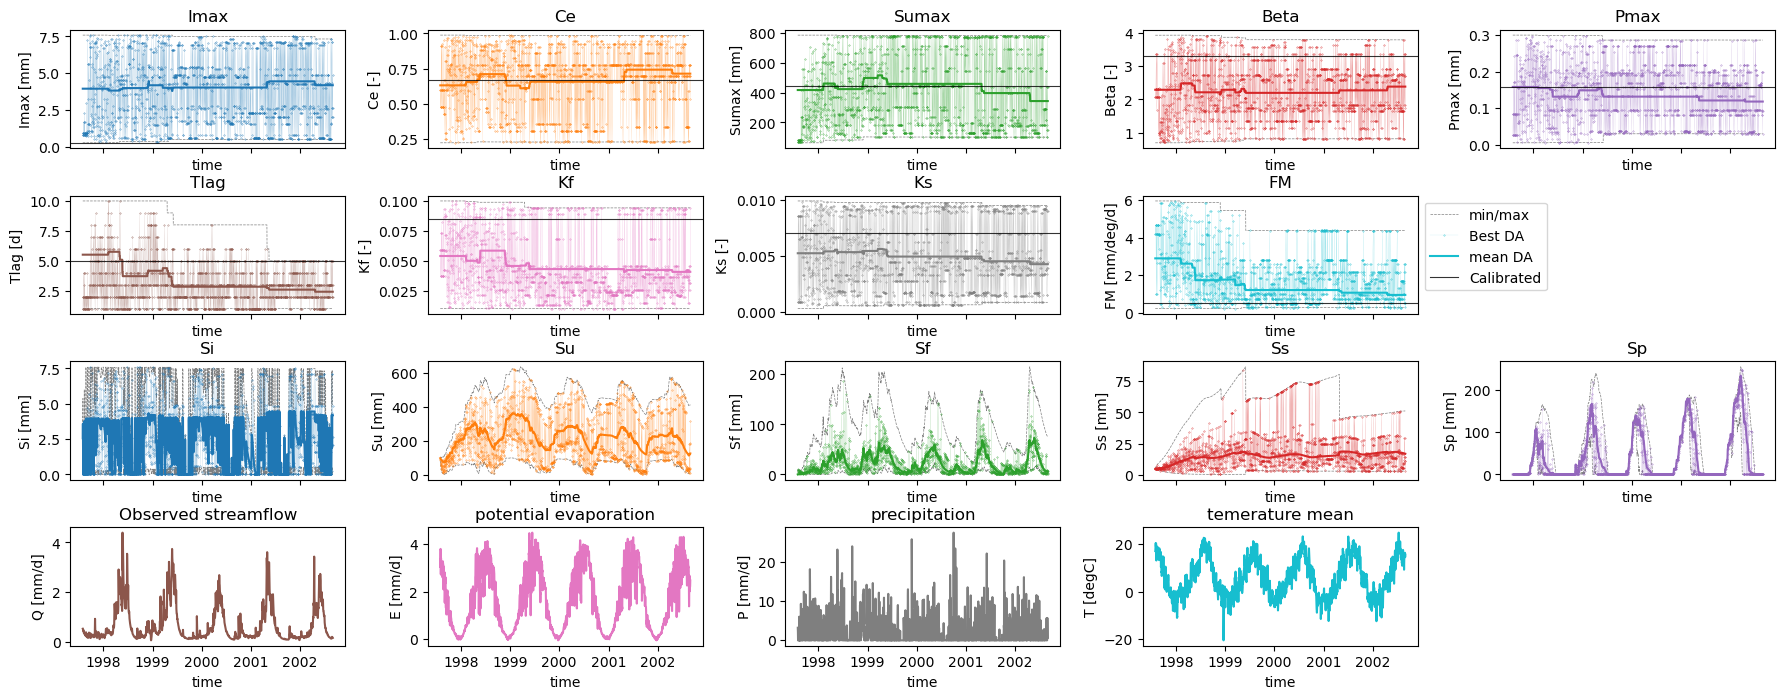 Imax
Imax [mm]
7.5
5.0
2.5
0.0
time
Ce
Ce [-]
1.00
0.75
0.50
0.25
time
Sumax
Sumax [mm]
800
600
400
200
time
Beta
Beta [-]
4
3
2
1
time
Pmax
Pmax [mm]
0.3
0.2
0.1
0.0
time
Tlag
Tlag [d]
10.0
7.5
5.0
2.5
time
Kf
Kf [-]
0.100
0.075
0.050
0.025
time
Ks
Ks [-]
0.010
0.005
0.000
time
FM
FM [mm/deg/d]
6
4
2
0
time
min/max
Best DA
mean DA
Calibrated
Si
Si [mm]
7.5
5.0
2.5
0.0
time
Su
Su [mm]
600
400
200
0
time
Sf
Sf [mm]
200
100
0
time
Ss
Ss [mm]
75
50
25
0
time
Sp
Sp [mm]
200
100
0
time
Observed streamflow
Q [mm/d]
4
2
0
1998 1999 2000 2001 2002
time
potential evaporation
E [mm/d]
4
2
0
1998 1999 2000 2001 2002
time
precipitation
P [mm/d]
20
10
0
1998 1999 2000 2001 2002
time
temerature mean
T [degC]
20
0
−20
1998 1999 2000 2001 2002
time